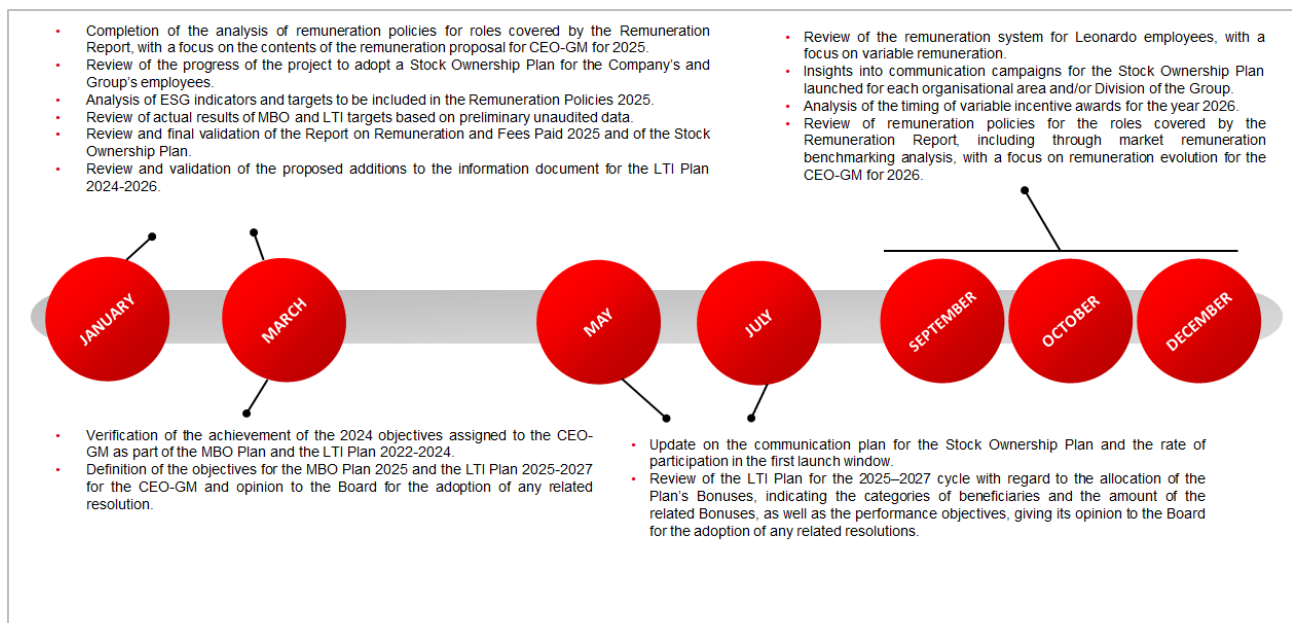 • Completion of the analysis of remuneration policies for roles covered by the Remuneration
Report, with a focus on the contents of the remuneration proposal for CEO-GM for 2025.
• Review of the progress of the project to adopt a Stock Ownership Plan for the Company's and
Group's employees.
• Analysis of ESG indicators and targets to be included in the Remuneration Policies 2025.
• Review of actual results of MBO and LTI targets based on preliminary unaudited data.
• Review and final validation of the Report on Remuneration and Fees Paid 2025 and of the Stock
Ownership Plan.
• Review and validation of the proposed additions to the information document for the LTI Plan
2024-2026.
• Review of the remuneration system for Leonardo employees, with a
focus on variable remuneration.
• Insights into communication campaigns for the Stock Ownership Plan
launched for each organisational area and/or Division of the Group.
• Analysis of the timing of variable incentive awards for the year 2026.
• Review of remuneration policies for the roles covered by the
Remuneration Report, including through market remuneration
benchmarking analysis, with a focus on remuneration evolution for the
CEO-GM for 2026.
JANUARY
MARCH
MAY
JULY
SEPTEMBER
OCTOBER
DECEMBER
• Verification of the achievement of the 2024 objectives assigned to the CEO-
GM as part of the MBO Plan and the LTI Plan 2022-2024.
• Definition of the objectives for the MBO Plan 2025 and the LTI Plan 2025-2027
for the CEO-GM and opinion to the Board for the adoption of any related
resolution.
• Update on the communication plan for the Stock Ownership Plan and the rate of
participation in the first launch window.
• Review of the LTI Plan for the 2025–2027 cycle with regard to the allocation of the
Plan's Bonuses, indicating the categories of beneficiaries and the amount of the
related Bonuses, as well as the performance objectives, giving its opinion to the Board
for the adoption of any related resolutions.